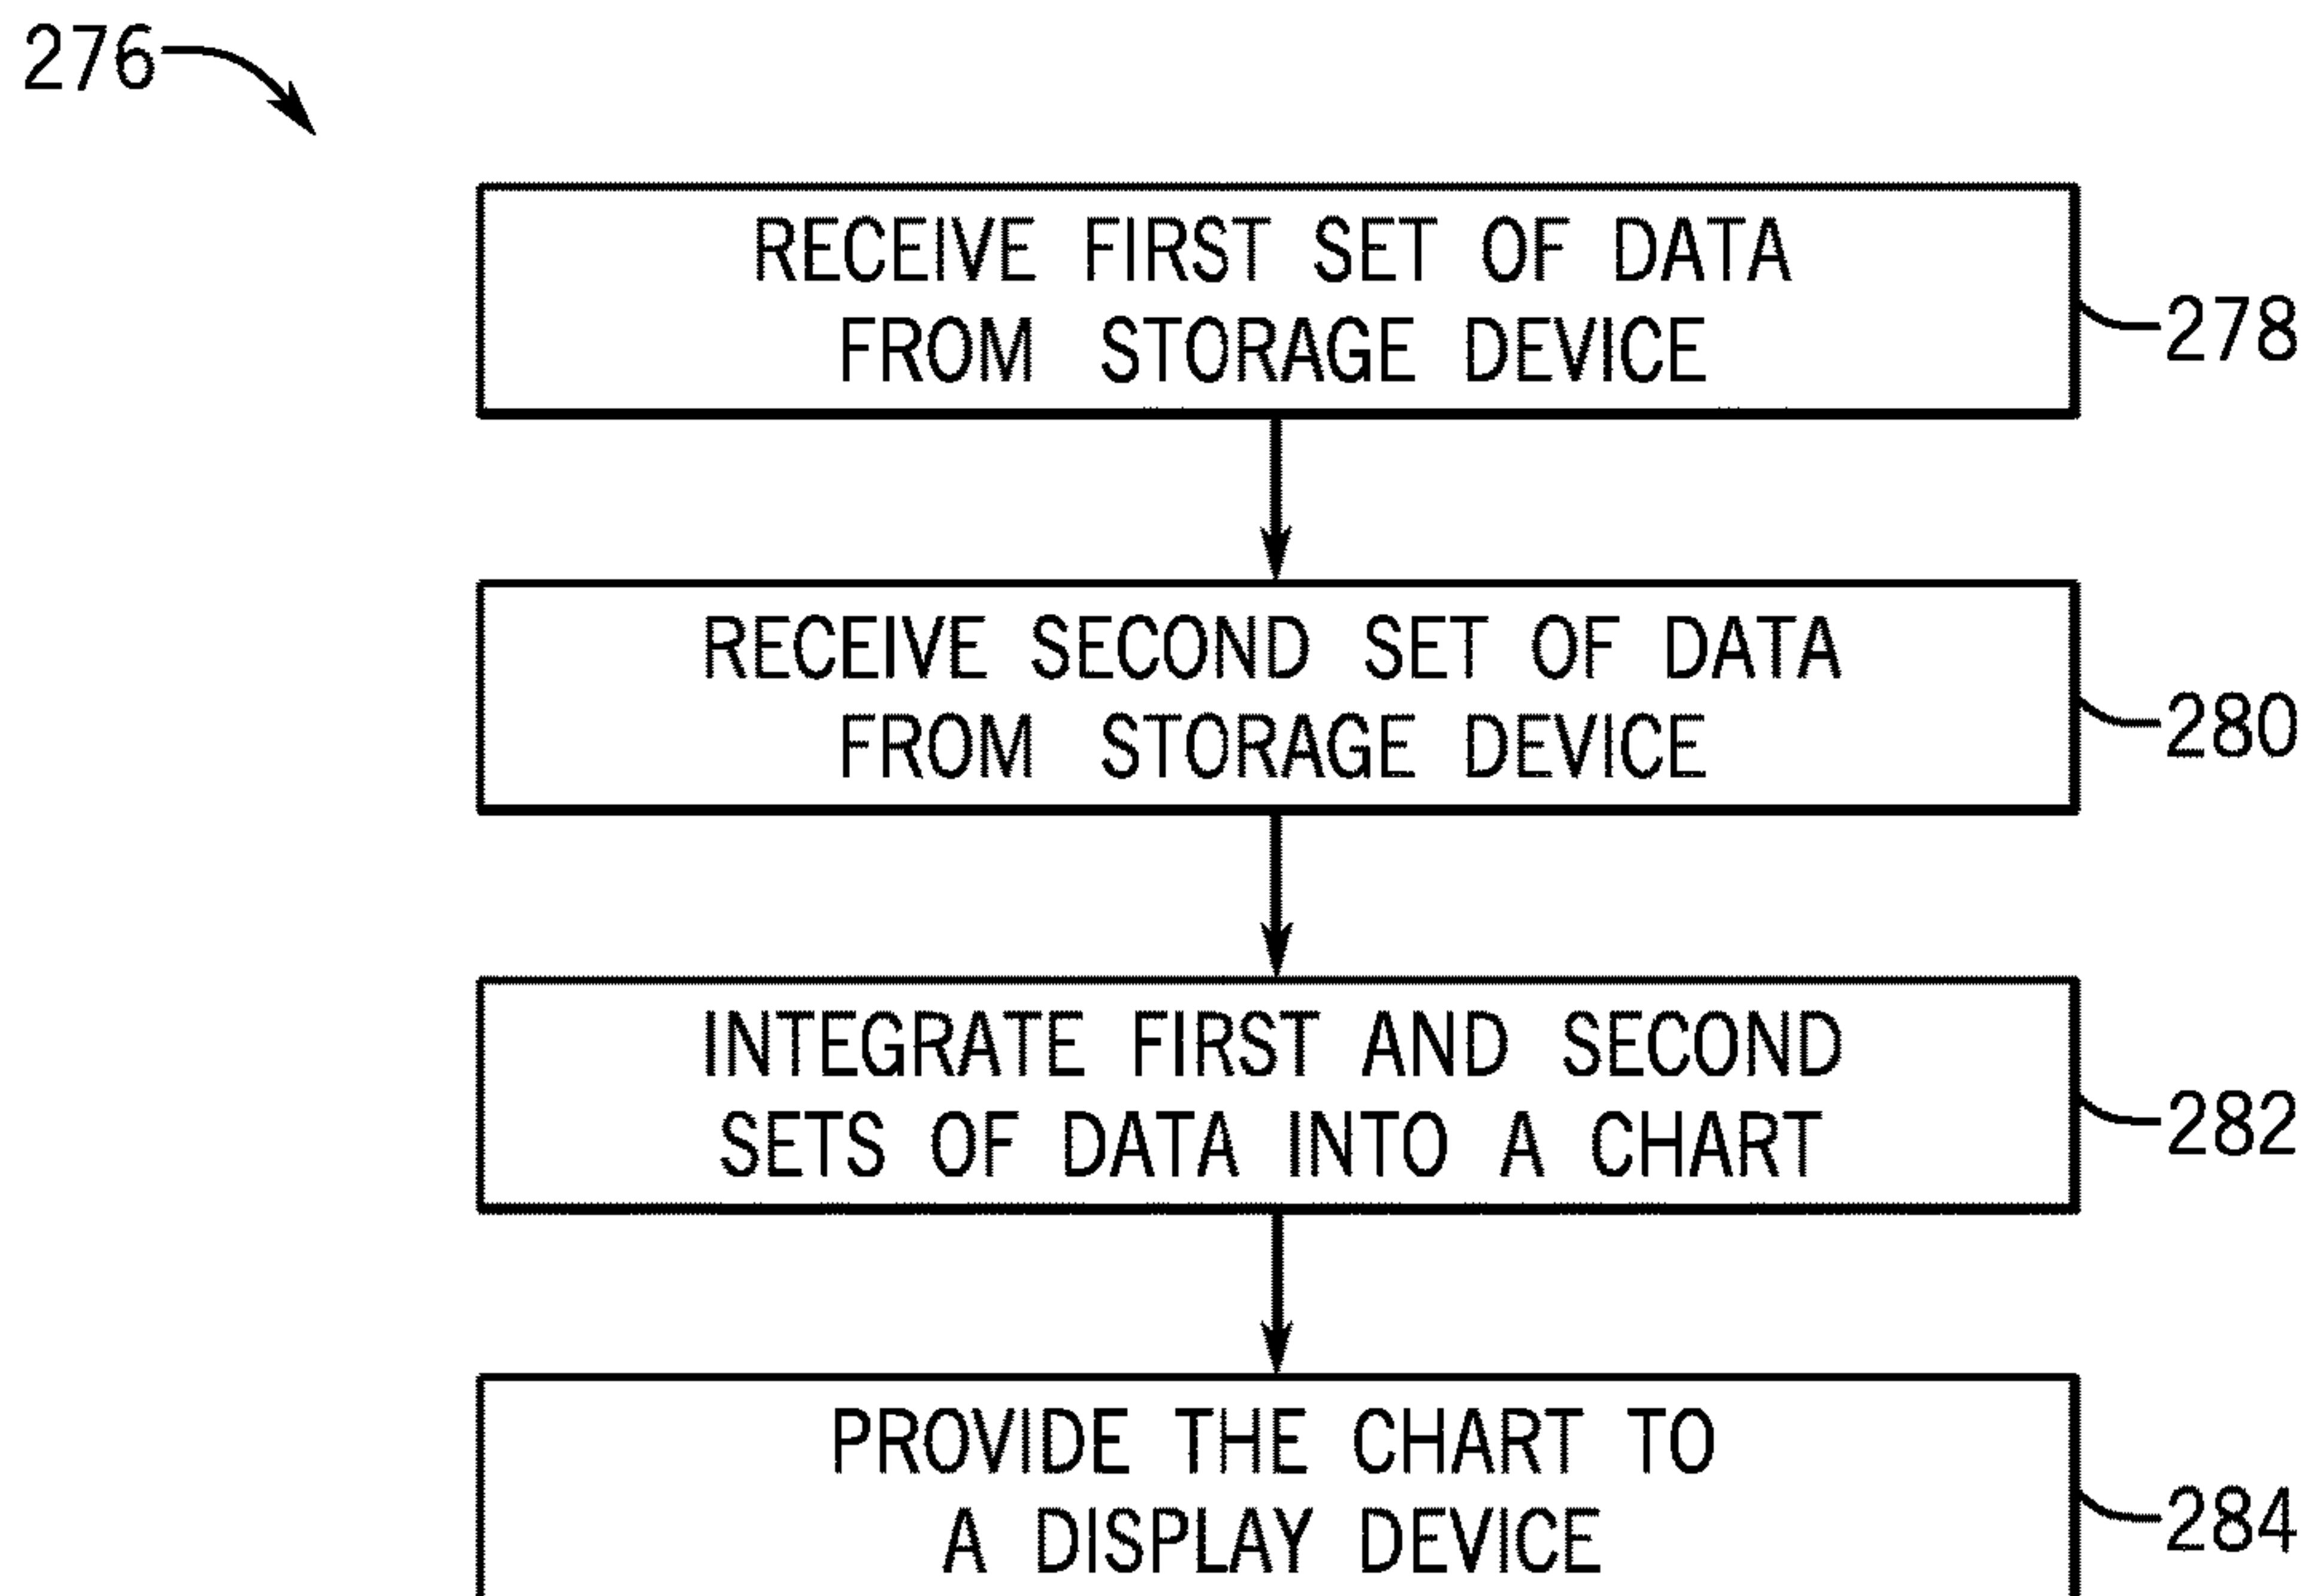 276
RECEIVE FIRST SET OF DATA
FROM STORAGE DEVICE
278
RECEIVE SECOND SET OF DATA
FROM STORAGE DEVICE
280
INTEGRATE FIRST AND SECOND
SETS OF DATA INTO A CHART
282
PROVIDE THE CHART TO
A DISPLAY DEVICE
284